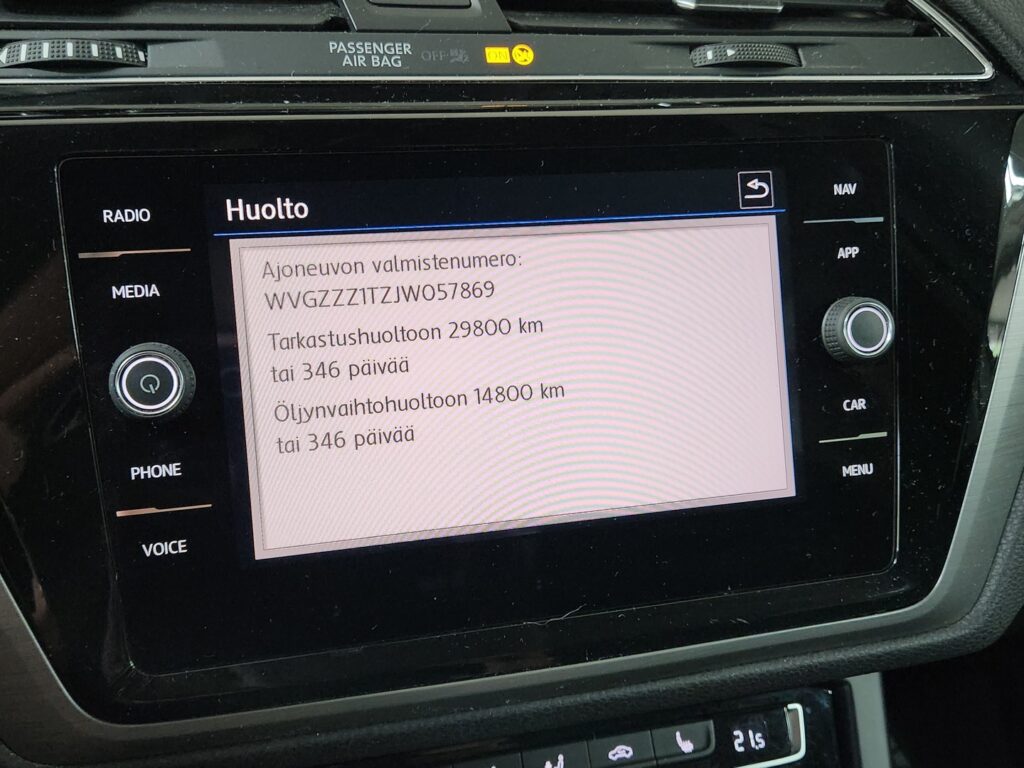 PASSENGER
AIR BAG
OFF
ON
RADIO
MEDIA
PHONE
VOICE
Huolto
Ajoneuvon valmistenumero:
WVGZZZ1TZJW057869
Tarkastushuoltoon 29800 km
tai 346 päivää
Öljynvaihtohuoltoon 14800 km
tai 346 päivää
NAV
APP
CAR
MENU
21.5